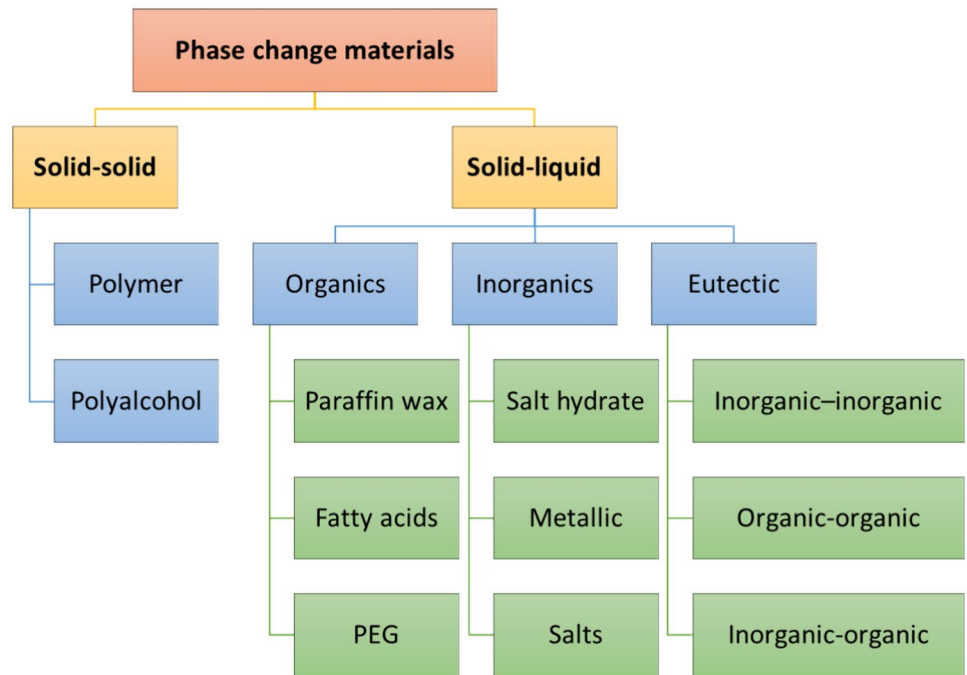 Phase change materials
Solid-solid
Solid-liquid
Polymer
Organics
Inorganics
Eutectic
Polyalcohol
Paraffin wax
Salt hydrate
Inorganic–inorganic
Fatty acids
Metallic
Organic-organic
PEG
Salts
Inorganic-organic